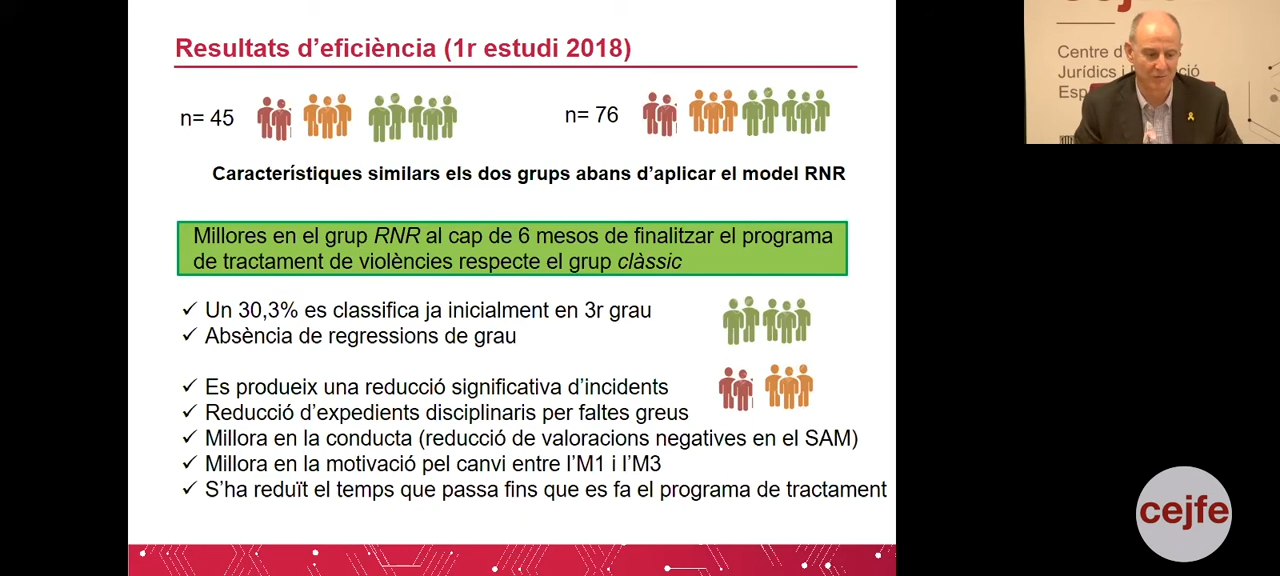 Resultats d'eficiència (1r estudi 2018)
n= 45
n= 76
Característiques similars els dos grups abans d'aplicar el model RNR
Millores en el grup RNR al cap de 6 mesos de finalitzar el programa
de tractament de violències respecte el grup clàssic
✓ Un 30,3% es classifica ja inicialment en 3r grau
✓ Absència de regressions de grau
✓ Es produeix una reducció significativa d'incidents
✓ Reducció d'expedients disciplinaris per faltes greus
✓ Millora en la conducta (reducció de valoracions negatives en el SAM)
✓ Millora en la motivació pel canvi entre l'M1 i l'M3
✓ S'ha reduït el temps que passa fins que es fa el programa de tractament
cejfe
Centre d
Jurídics i
cejfe